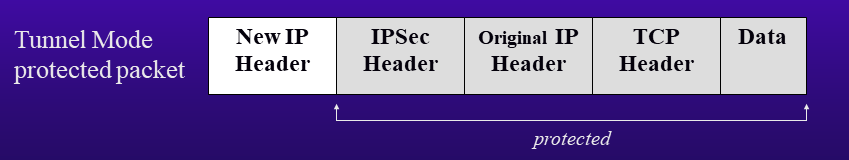 Tunnel Mode
protected packet
New IP
Header
IPSec
Header
Original IP
Header
TCP
Header
Data
protected